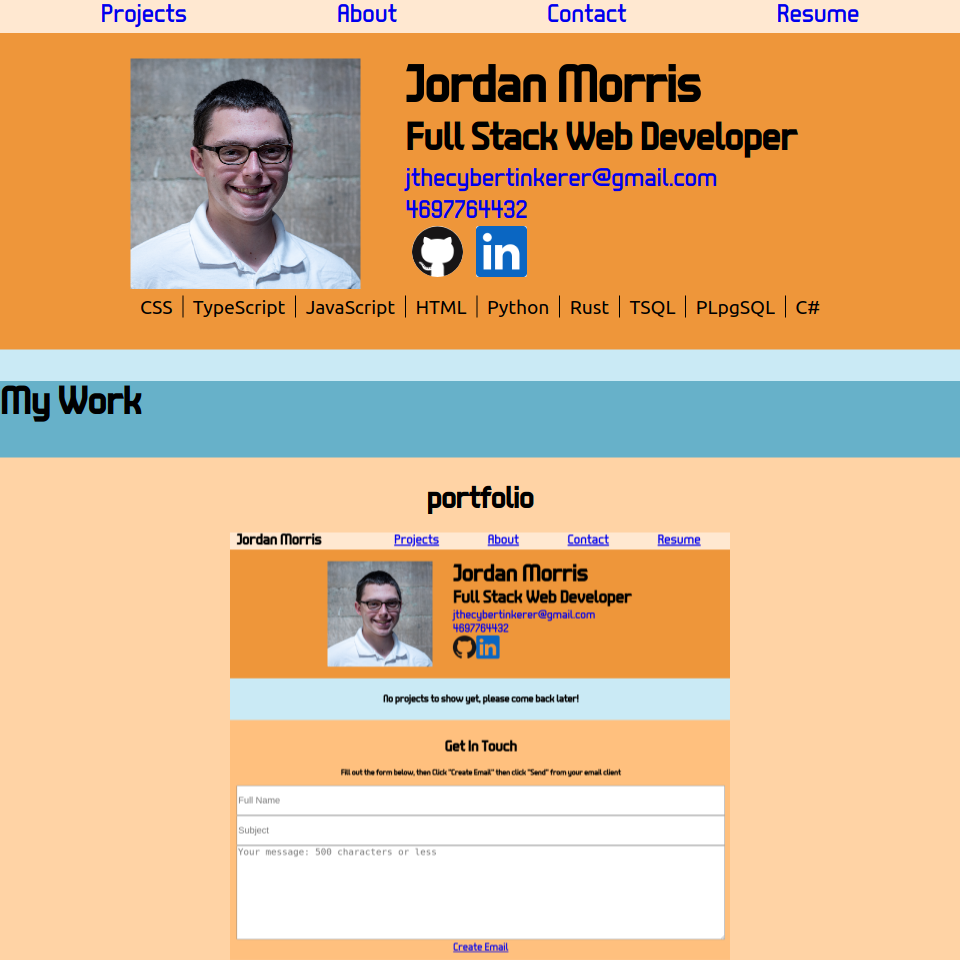 Projects About Contact Resume
Jordan Morris
Full Stack Web Developer
jthecybertinkerer@gmail.com
4697764432
in
CSS | TypeScript | JavaScript | HTML | Python | Rust | TSQL | PLpgSQL | C#
My Work
portfolio
Jordan Morris Projects About Contact Resume
Jordan Morris
Full Stack Web Developer
jthecybertinkerer@gmail.com
4697764432
in
No projects to show yet, please come back later!
Get In Touch
Fill out the form below, then Click "Create Email" then click "Send" from your email client
Full Name
Subject
Your message: 500 characters or less
Create Email